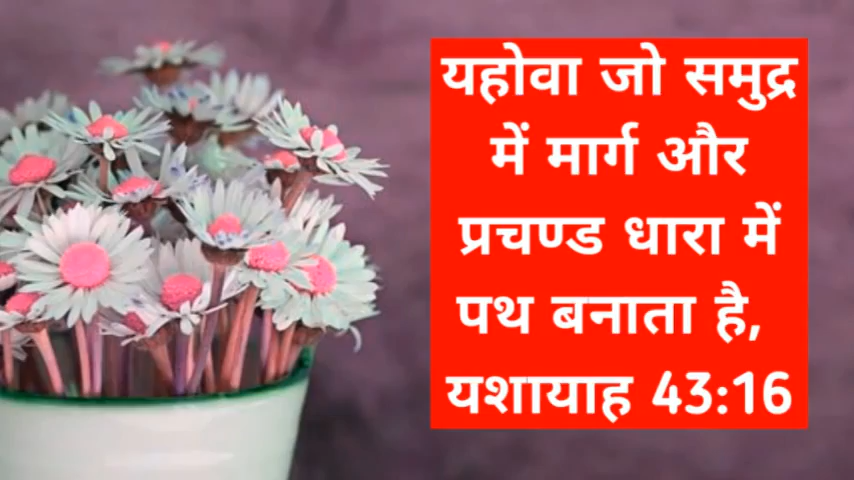 यहोवा जो समुद्र
में मार्ग और
प्रचण्ड धारा में
पथ बनाता है,
यशायाह 43:16